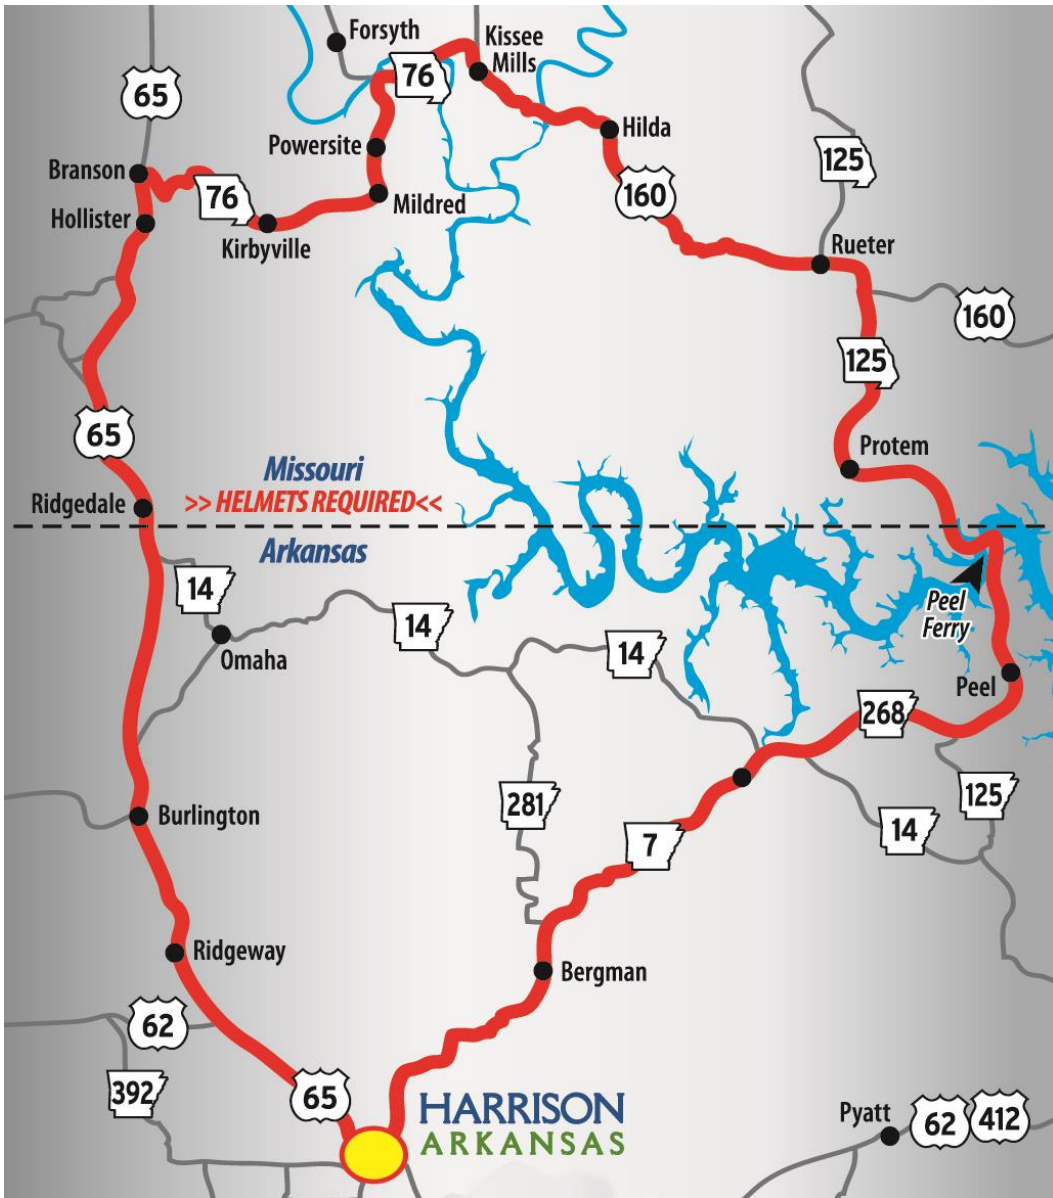 Forsyth
Kissee
Mills
76
65
Hilda
Powersite
125
Branson
160
76
Mildred
Hollister
Kirbyville
Rueter
160
125
65
Protem
Missouri
>> HELMETS REQUIRED<<
Ridgedale
Arkansas
14
Peel
Ferry
14
14
Omaha
Peel
268
281
125
Burlington
14
7
Ridgeway
Bergman
62
392
65
HARRISON
ARKANSAS
Pyatt
62
412